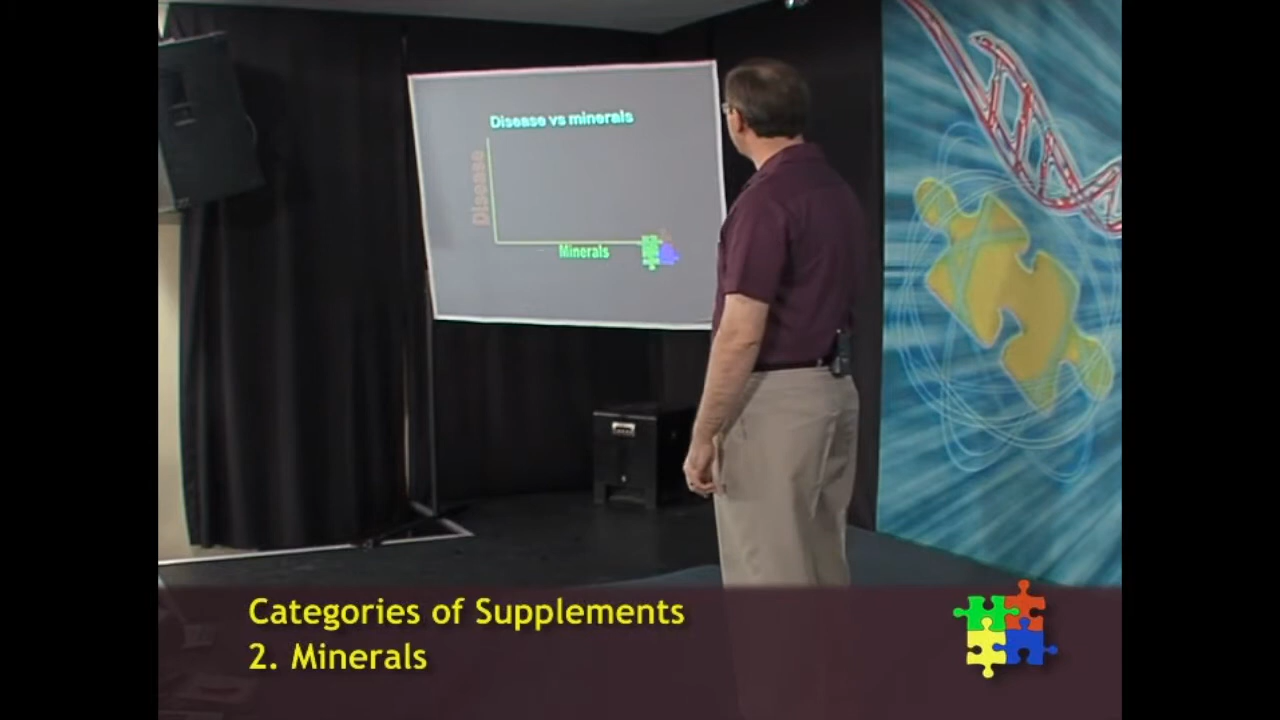 Disease vs minerals
Disease
Minerals
Categories of Supplements
2. Minerals